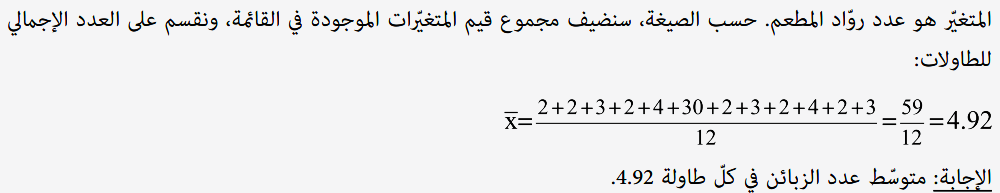 المتغيّر هو عدد روّاد المطعم. حسب الصيغة، سنضيف مجموع قيم المتغيّرات الموجودة في القائمة، ونقسم على العدد الإجمالي
للطاولات:
x̅=\frac{2+2+3+2+4+30+2+3+2+4+2+3}{12}=\frac{59}{12}=4.92
الإجابة: متوسّط عدد الزبائن في كلّ طاولة 4.92.